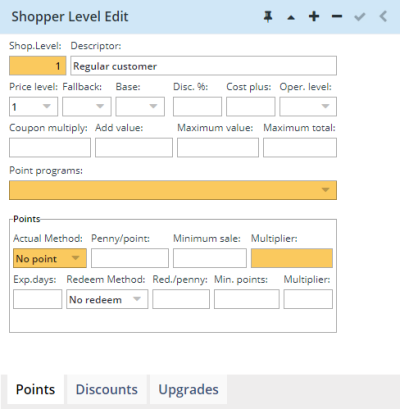 Shopper Level Edit
Shop.Level: Descriptor:
1 Regular customer
Price level: Fallback: Base: Disc. %: Cost plus: Oper. level:
1
Coupon multiply: Add value: Maximum value: Maximum total:
Point programs:
Points
Actual Method: Penny/point: Minimum sale: Multiplier:
No point
Exp.days: Redeem Method: Red./penny: Min. points: Multiplier:
No redeem
Points Discounts Upgrades